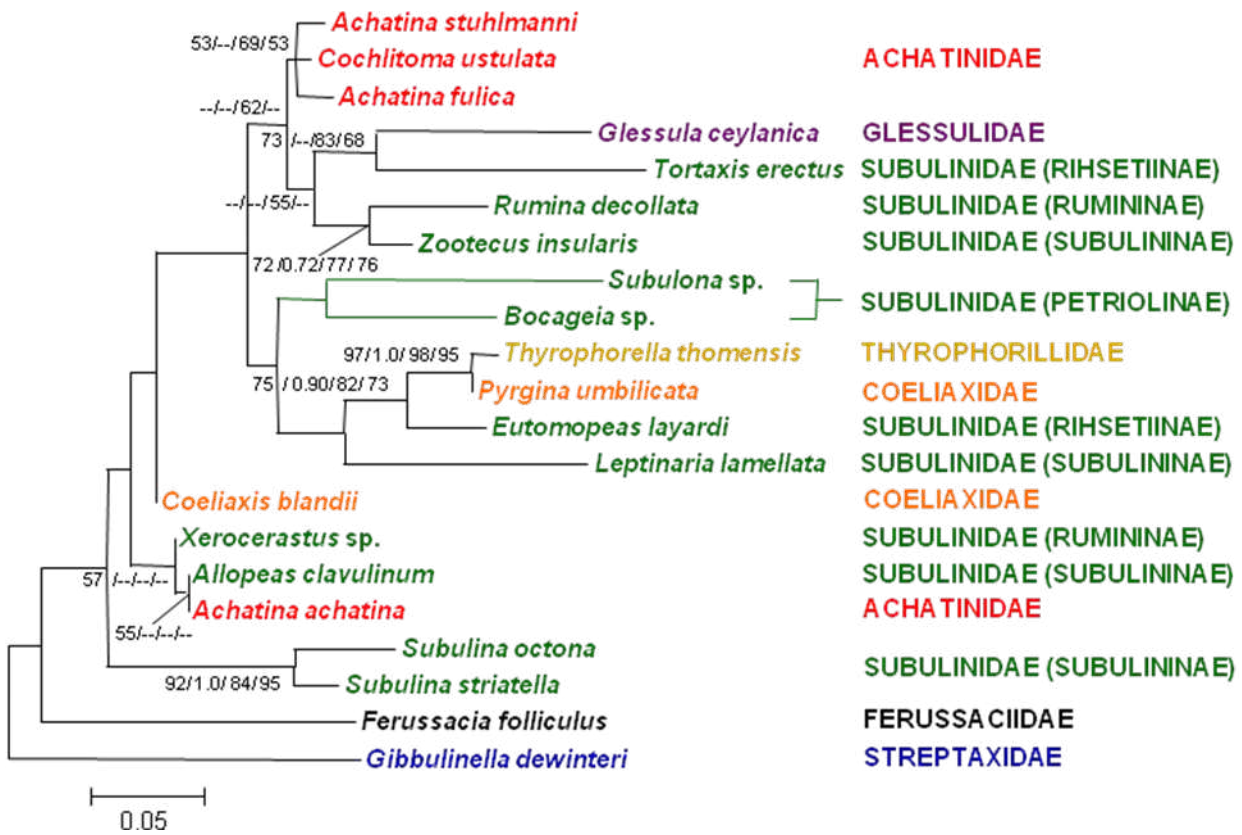 Achatina stuhlmanni
53/--/69/53
Cochlitoma ustulata ACHATINIDAE
Achatina fulica
--/--/62/--
73 /--/83/68
Glessula ceylanica GLESSULIDAE
Tortaxis erectus SUBULINIDAE (RIHSETIINAE)
--/--/55/--
Rumina decollata SUBULINIDAE (RUMININAE)
Zootecus insularis SUBULINIDAE (SUBULININAE)
72/0.72/77/76
Subulona sp.
SUBULINIDAE (PETRIOLINAE)
Bocageia sp.
97/1.0/98/95
Thyrophorella thomensis THYROPHORILLIDAE
75 / 0.90/82/73
Pyrgina umbilicata COELIAXIDAE
Eutomopeas layardi SUBULINIDAE (RIHSETIINAE)
Leptinaria lamellata SUBULINIDAE (SUBULININAE)
Coeliaxis blandii COELIAXIDAE
Xerocerastus sp. SUBULINIDAE (RUMININAE)
57 /--/--/--
Allopeas clavulinum SUBULINIDAE (SUBULININAE)
Achatina achatina ACHATINIDAE
55/--/--/--
Subulina octona
SUBULINIDAE (SUBULININAE)
92/1.0/84/95
Subulina striatella
Ferussacia folliculus FERUSSACIIDAE
Gibbulinella dewinteri STREPTAXIDAE
0.05